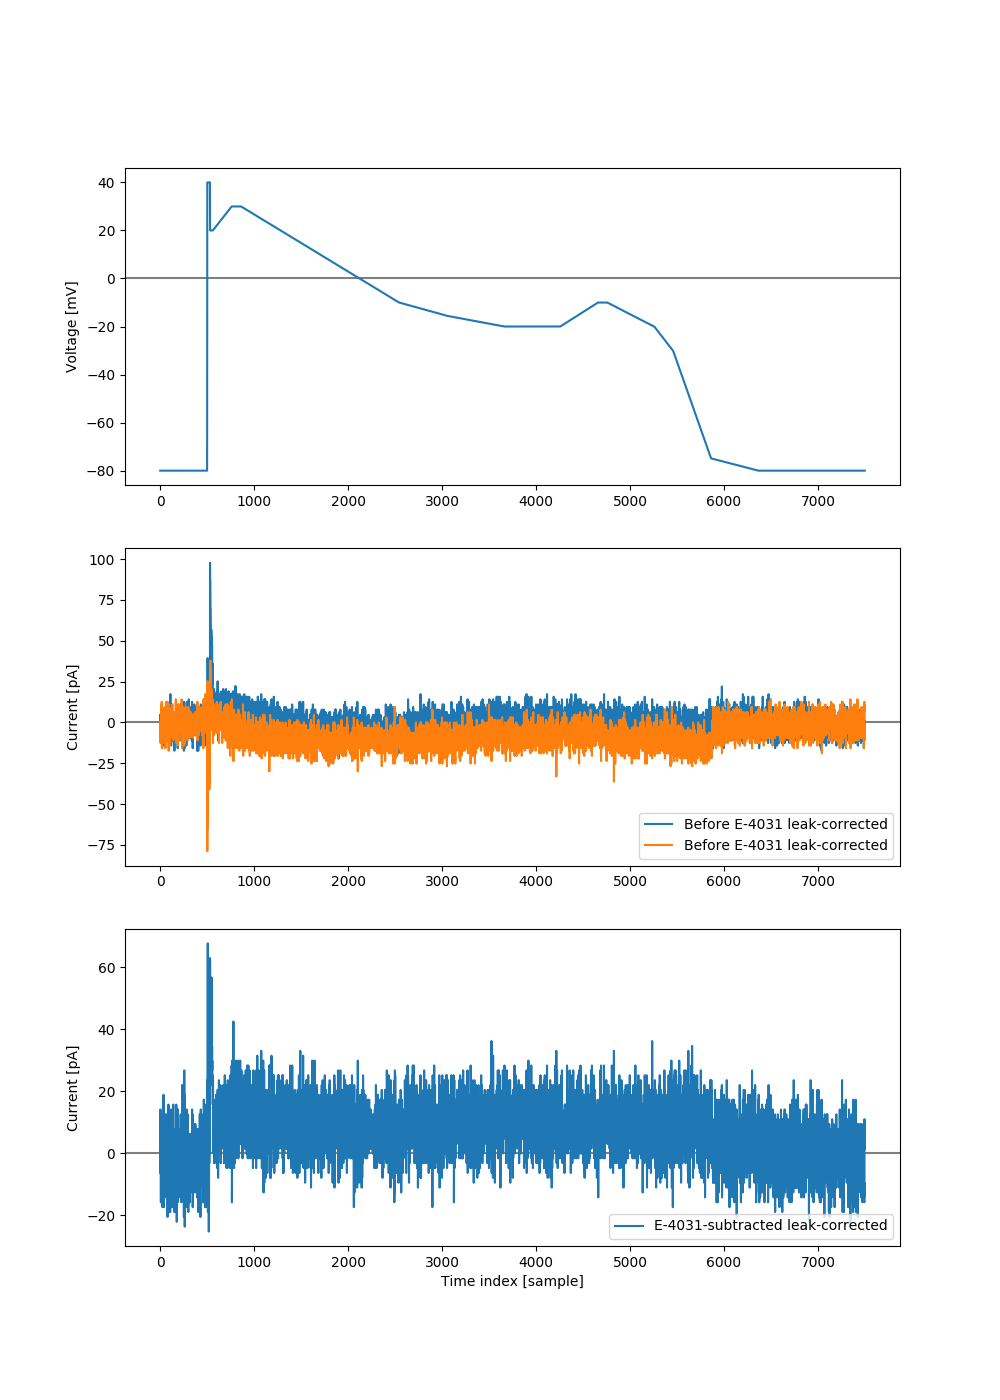 40
20
0
−20
−40
−60
−80
Voltage [mV]
0 1000 2000 3000 4000 5000 6000 7000
100
75
50
25
0
−25
−50
−75
Current [pA]
Before E-4031 leak-corrected
Before E-4031 leak-corrected
0 1000 2000 3000 4000 5000 6000 7000
60
40
20
0
−20
Current [pA]
E-4031-subtracted leak-corrected
0 1000 2000 3000 4000 5000 6000 7000
Time index [sample]